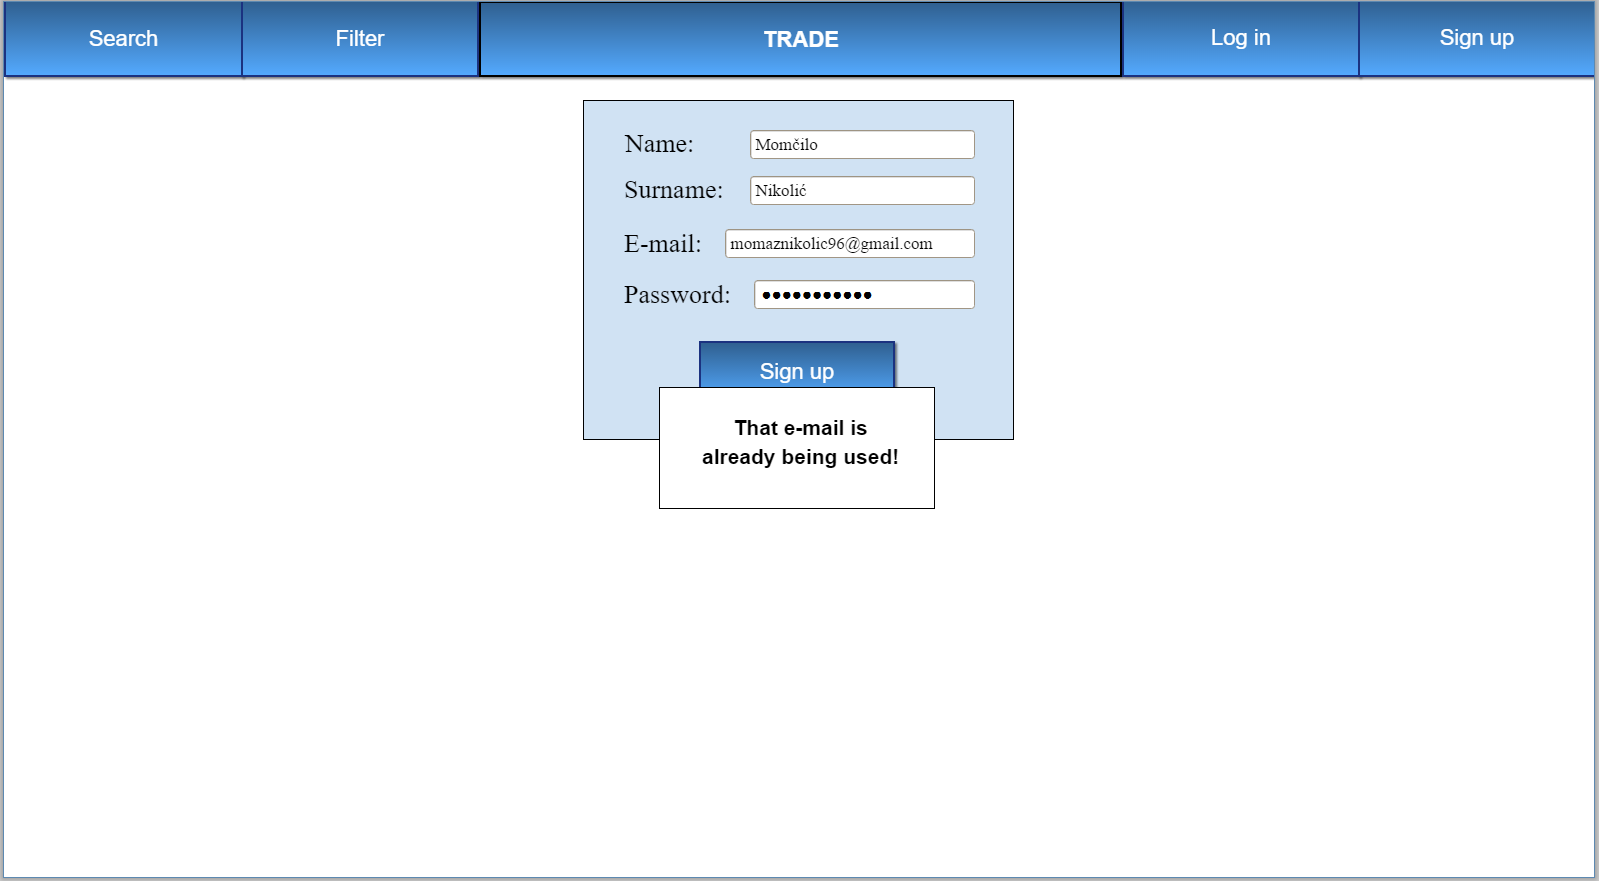 Search
Filter
TRADE
Log in
Sign up
Name:
Momčilo
Surname:
Nikolić
E-mail:
momaznikolic96@gmail.com
Password:
●●●●●●●●●●●
Sign up
That e-mail is
already being used!